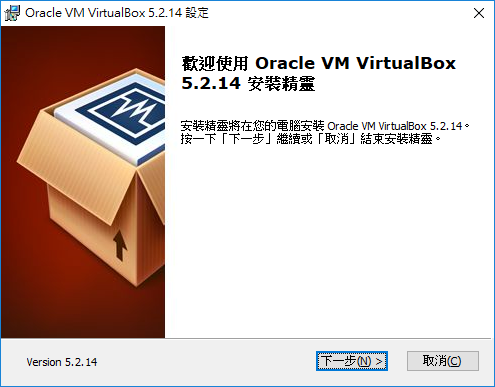 Oracle VM VirtualBox 5.2.14 設定
歡迎使用 Oracle VM VirtualBox
5.2.14 安裝精靈
安裝精靈將在您的電腦安裝 Oracle VM VirtualBox 5.2.14。
按一下「下一步」繼續或「取消」結束安裝精靈。
Version 5.2.14
下一步(N) >
取消(C)